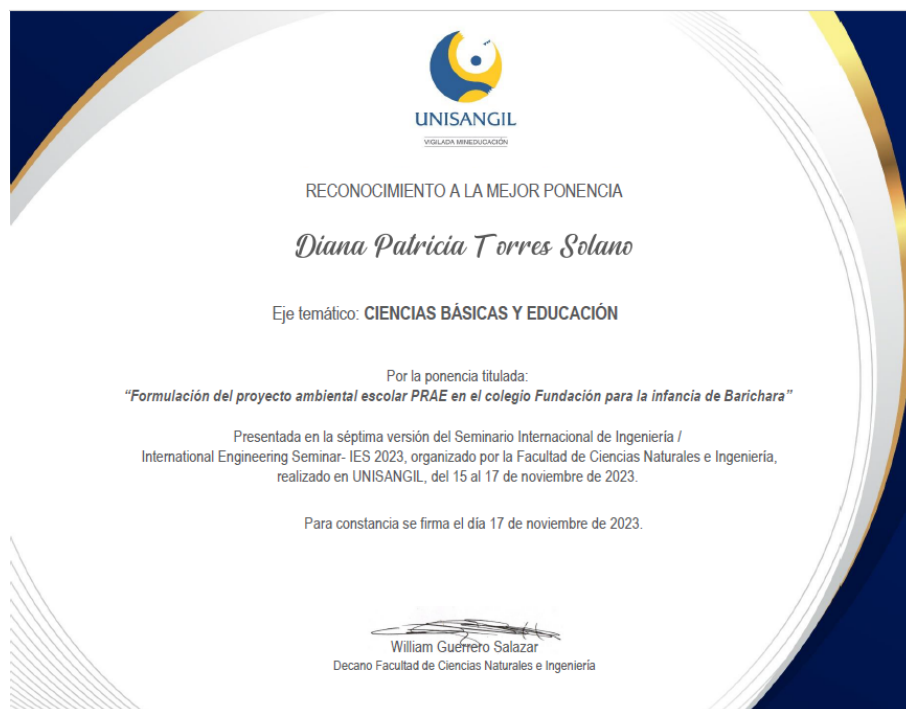 UNISANGIL
VIGILADA MINEDUCACIÓN
RECONOCIMIENTO A LA MEJOR PONENCIA
Diana Patricia Torres Solano
Eje temático: CIENCIAS BÁSICAS Y EDUCACIÓN
Por la ponencia titulada:
“Formulación del proyecto ambiental escolar PRAE en el colegio Fundación para la infancia de Barichara”
Presentada en la séptima versión del Seminario Internacional de Ingeniería /
International Engineering Seminar- IES 2023, organizado por la Facultad de Ciencias Naturales e Ingeniería,
realizado en UNISANGIL, del 15 al 17 de noviembre de 2023.
Para constancia se firma el día 17 de noviembre de 2023.
William Guerrero Salazar
Decano Facultad de Ciencias Naturales e Ingeniería